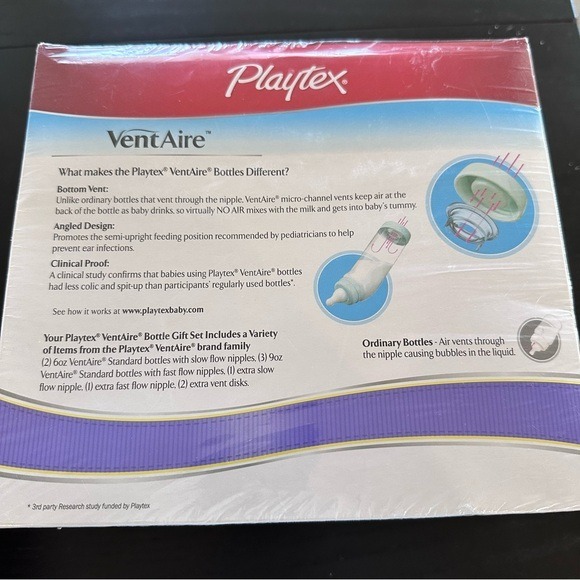 Playtex®
VentAire™
What makes the Playtex® VentAire® Bottles Different?
Bottom Vent:
Unlike ordinary bottles that vent through the nipple, VentAire® micro-channel vents keep air at the
back of the bottle as baby drinks, so virtually NO AIR mixes with the milk and gets into baby's tummy.
Angled Design:
Promotes the semi-upright feeding position recommended by pediatricians to help
prevent ear infections.
Clinical Proof:
A clinical study confirms that babies using Playtex® VentAire® bottles
had less colic and spit-up than participants' regularly used bottles*.
See how it works at www.playtexbaby.com
Your Playtex® VentAire® Bottle Gift Set Includes a Variety
of Items from the Playtex® VentAire® brand family
(2) 6oz VentAire® Standard bottles with slow flow nipples, (3) 9oz
VentAire® Standard bottles with fast flow nipples, (1) extra slow
flow nipple, (1) extra fast flow nipple, (2) extra vent disks.
Ordinary Bottles - Air vents through
the nipple causing bubbles in the liquid.
* 3rd party Research study funded by Playtex